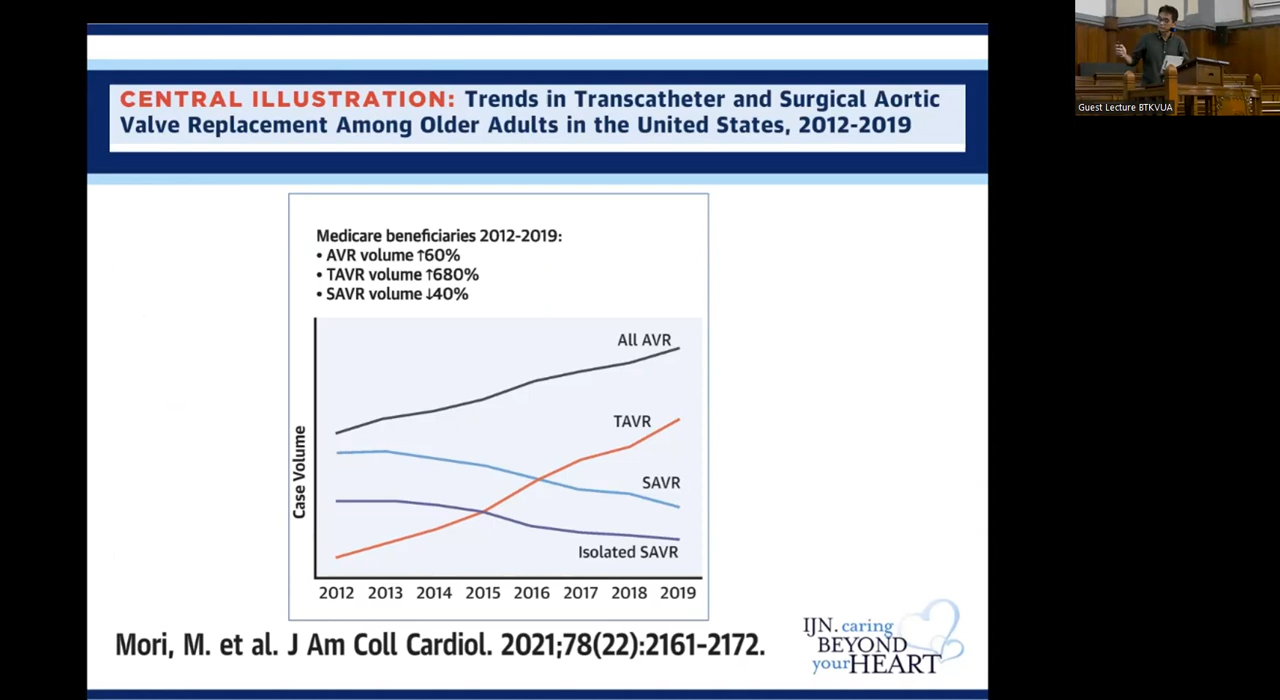 CENTRAL ILLUSTRATION: Trends in Transcatheter and Surgical Aortic
Valve Replacement Among Older Adults in the United States, 2012-2019
Guest Lecture BTKVUA
Medicare beneficiaries 2012-2019:
• AVR volume ↑60%
• TAVR volume ↑680%
• SAVR volume ↓40%
All AVR
TAVR
SAVR
Isolated SAVR
Case Volume
2012 2013 2014 2015 2016 2017 2018 2019
Mori, M. et al. J Am Coll Cardiol. 2021;78(22):2161-2172.
IJN. caring
BEYOND
your HEART